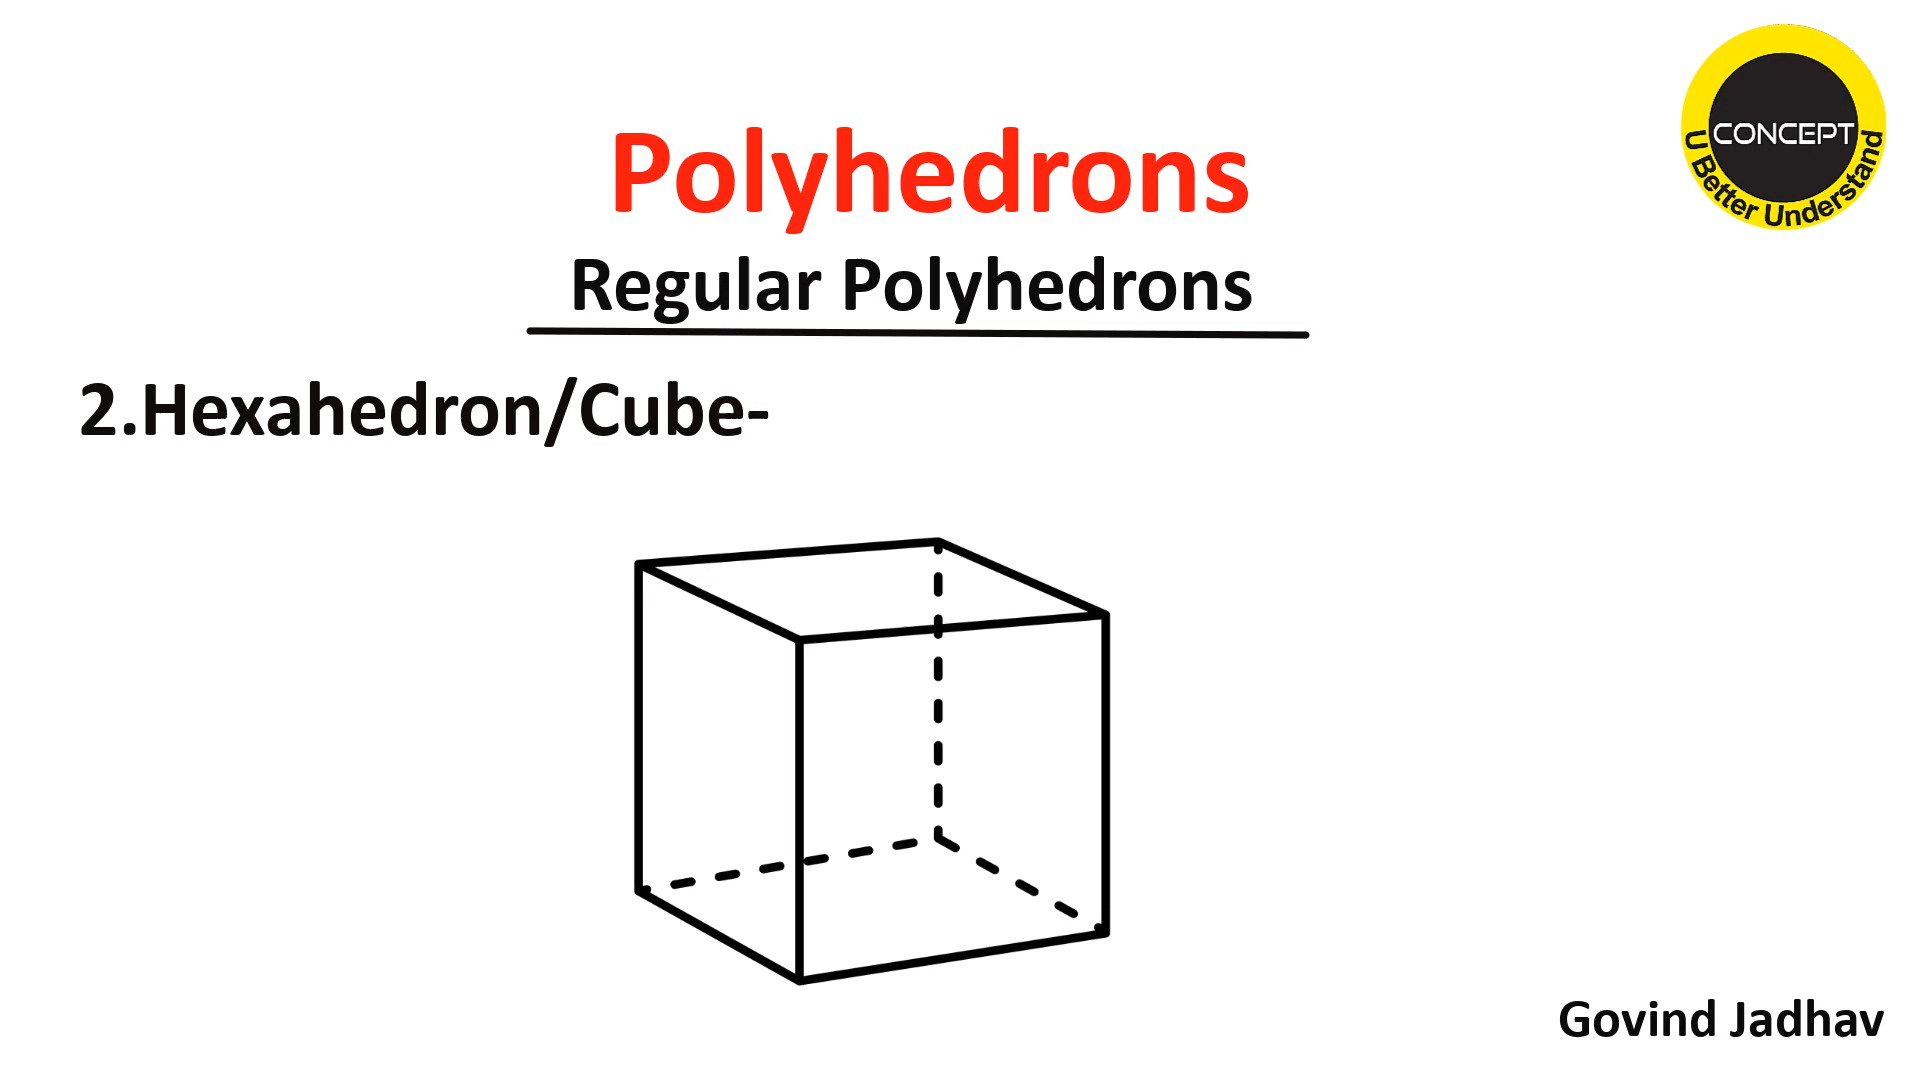 CONCEPT
U Better Understand
Polyhedrons
Regular Polyhedrons
2.Hexahedron/Cube-
Govind Jadhav